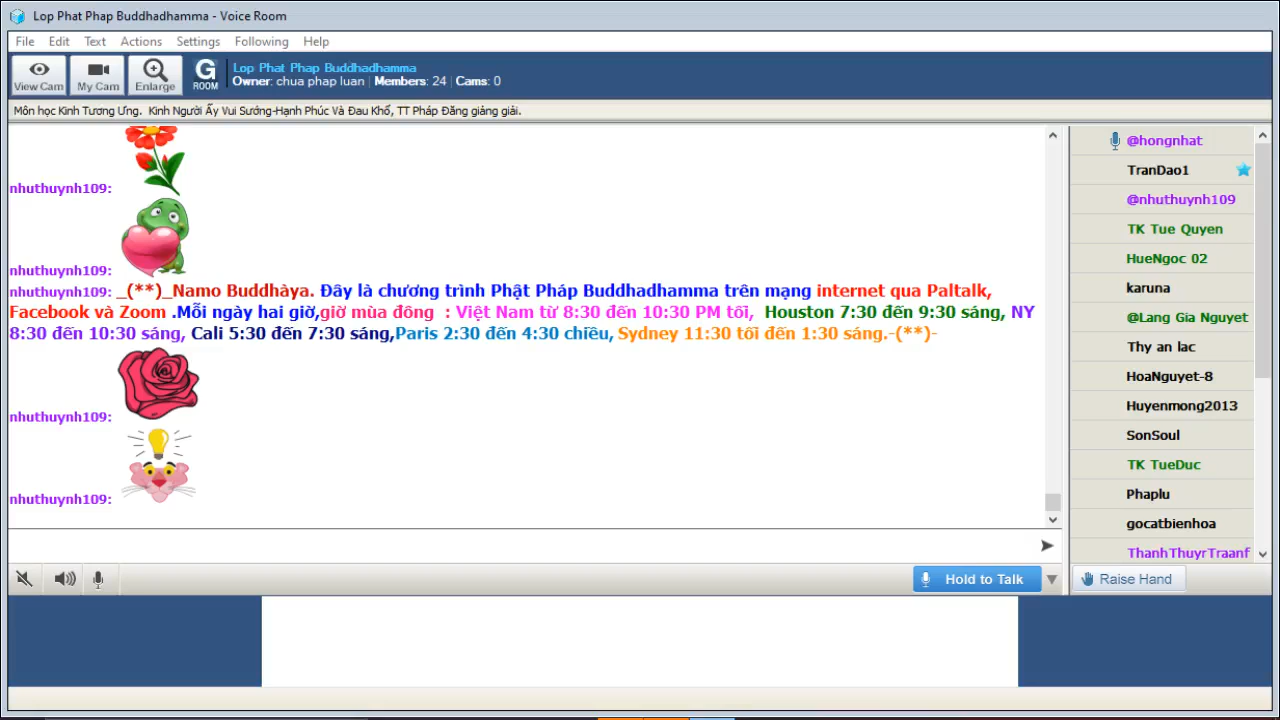 Lop Phat Phap Buddhadhamma - Voice Room
File Edit Text Actions Settings Following Help
View Cam My Cam Enlarge G ROOM
Lop Phat Phap Buddhadhamma
Owner: chua phap luan | Members: 24 | Cams: 0
Môn học Kinh Tương Ưng. Kinh Người Ấy Vui Sướng-Hạnh Phúc Và Đau Khổ, TT Pháp Đăng giảng giải.
nhuthuynh109:
nhuthuynh109:
nhuthuynh109: _(**)_Namo Buddhàya. Đây là chương trình Phật Pháp Buddhadhamma trên mạng internet qua Paltalk,
Facebook và Zoom .Mỗi ngày hai giờ,giờ mùa đông : Việt Nam từ 8:30 đến 10:30 PM tối, Houston 7:30 đến 9:30 sáng, NY
8:30 đến 10:30 sáng, Cali 5:30 đến 7:30 sáng,Paris 2:30 đến 4:30 chiều, Sydney 11:30 tối đến 1:30 sáng.-(**)-
nhuthuynh109:
nhuthuynh109:
@hongnhat
TranDao1
@nhuthuynh109
TK Tue Quyen
HueNgoc 02
karuna
@Lang Gia Nguyet
Thy an lac
HoaNguyet-8
Huyenmong2013
SonSoul
TK TueDuc
Phaplu
gocatbienhoa
ThanhThuyrTraanf
Hold to Talk
Raise Hand